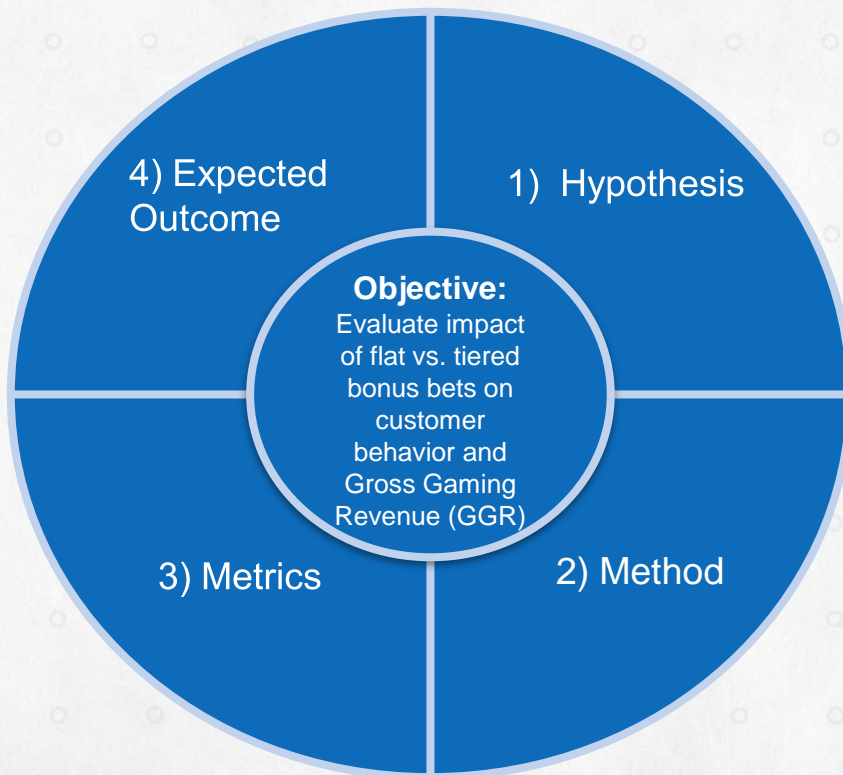 4) Expected
Outcome
1) Hypothesis
Objective:
Evaluate impact
of flat vs. tiered
bonus bets on
customer
behavior and
Gross Gaming
Revenue (GGR)
3) Metrics
2) Method